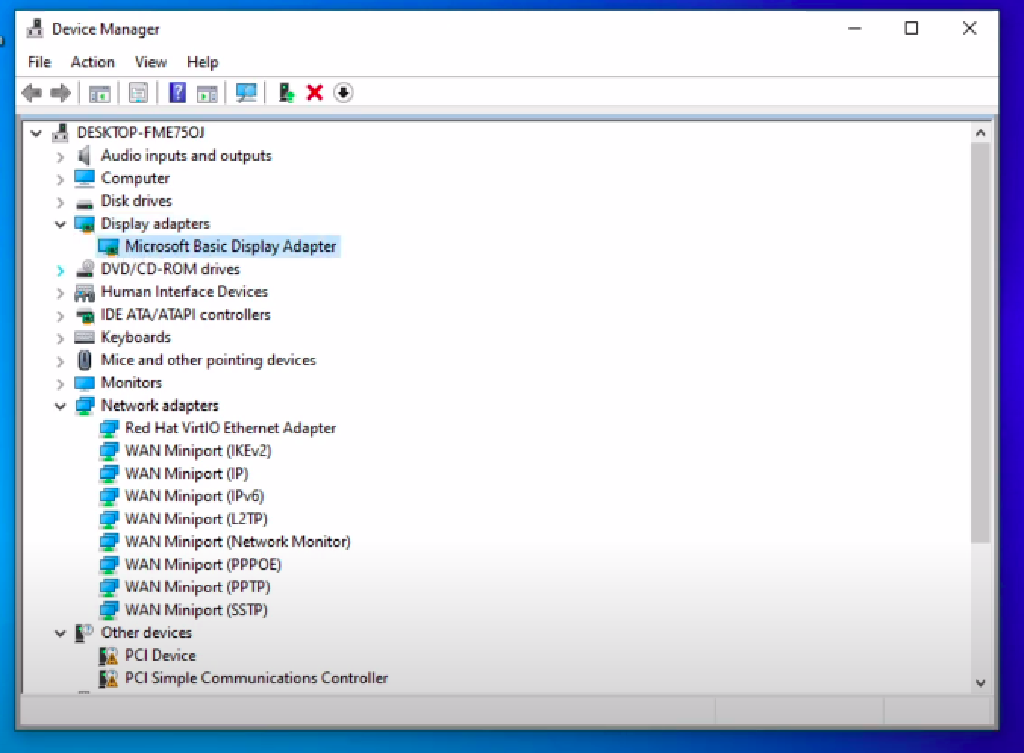 Device Manager
File Action View Help
DESKTOP-FME75OJ
Audio inputs and outputs
Computer
Disk drives
Display adapters
Microsoft Basic Display Adapter
DVD/CD-ROM drives
Human Interface Devices
IDE ATA/ATAPI controllers
Keyboards
Mice and other pointing devices
Monitors
Network adapters
Red Hat VirtIO Ethernet Adapter
WAN Miniport (IKEv2)
WAN Miniport (IP)
WAN Miniport (IPv6)
WAN Miniport (L2TP)
WAN Miniport (Network Monitor)
WAN Miniport (PPPOE)
WAN Miniport (PPTP)
WAN Miniport (SSTP)
Other devices
PCI Device
PCI Simple Communications Controller